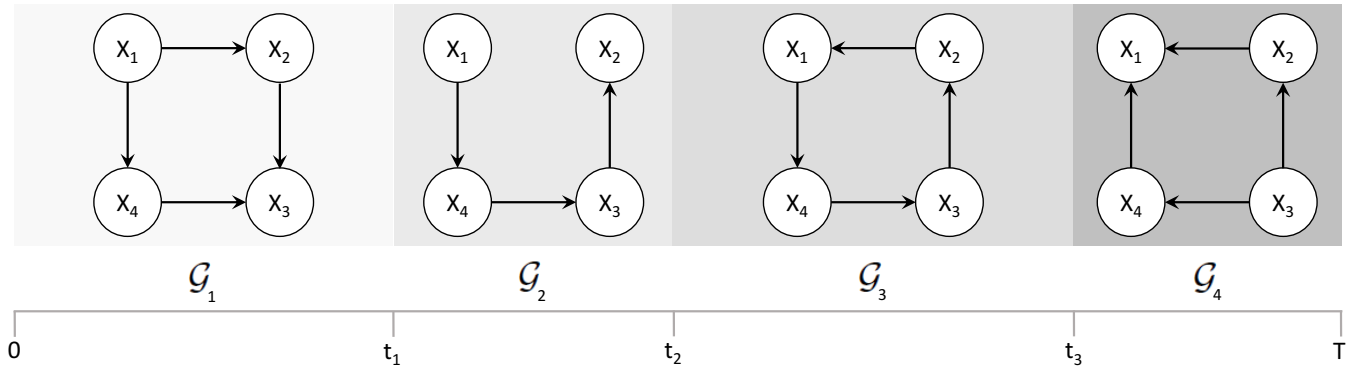 X₁ X₂ X₁ X₂ X₁ X₂ X₁ X₂
X₄ X₃ X₄ X₃ X₄ X₃ X₄ X₃
𝒢₁ 𝒢₂ 𝒢₃ 𝒢₄
0 t₁ t₂ t₃ T